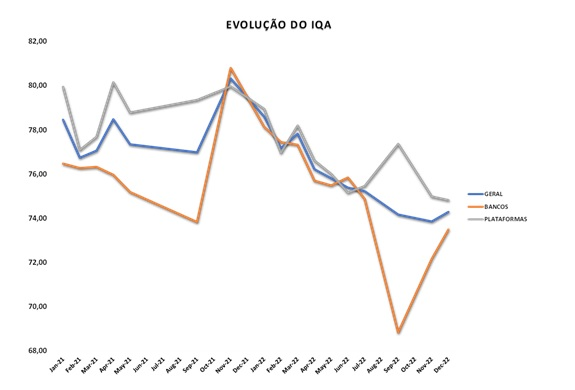 EVOLUÇÃO DO IQA
82,00
80,00
78,00
76,00
74,00
72,00
70,00
68,00
GERAL
BANCOS
PLATAFORMAS
Jan-21
Feb-21
Mar-21
Apr-21
May-21
Jun-21
Jul-21
Aug-21
Sep-21
Oct-21
Nov-21
Dec-21
Jan-22
Feb-22
Mar-22
Apr-22
May-22
Jun-22
Jul-22
Aug-22
Sep-22
Oct-22
Nov-22
Dec-22